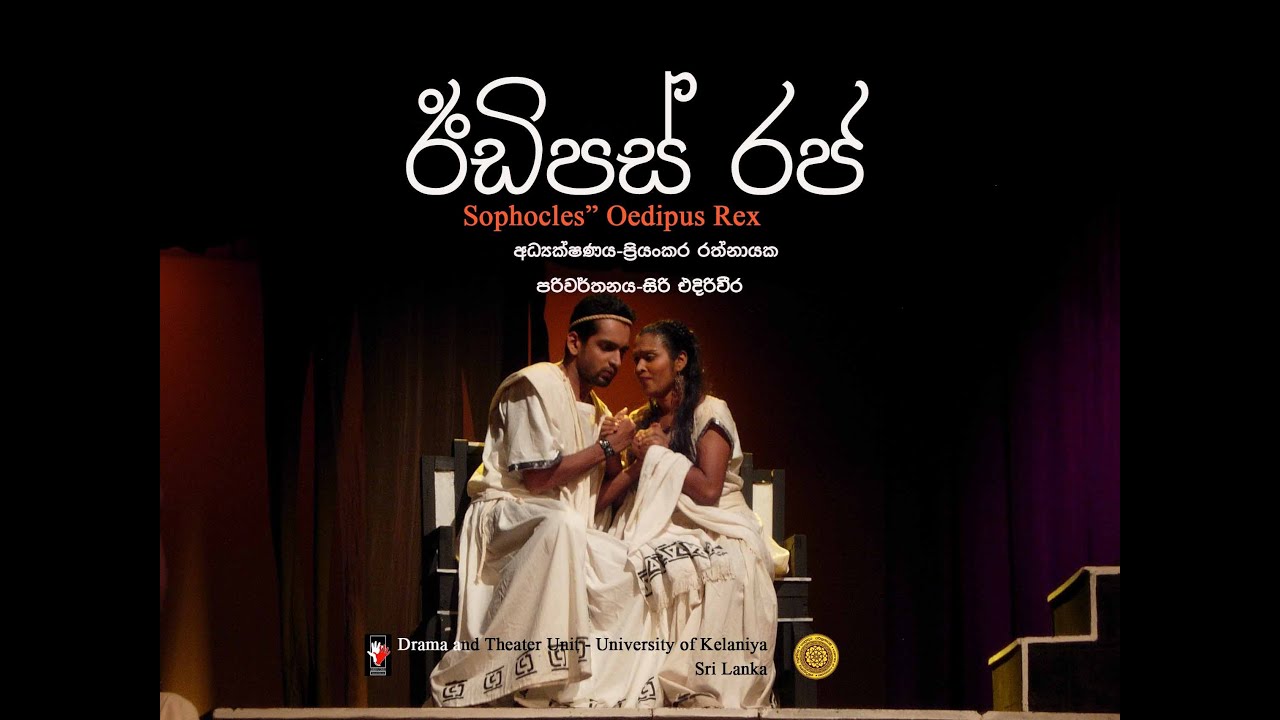 ඊඩිපස් රජ
Sophocles” Oedipus Rex
අධ්‍යක්ෂණය-ප්‍රියංකර රත්නායක
පරිවර්තනය-සිරි එදිරිවීර
Drama and Theater Unit - University of Kelaniya
Sri Lanka